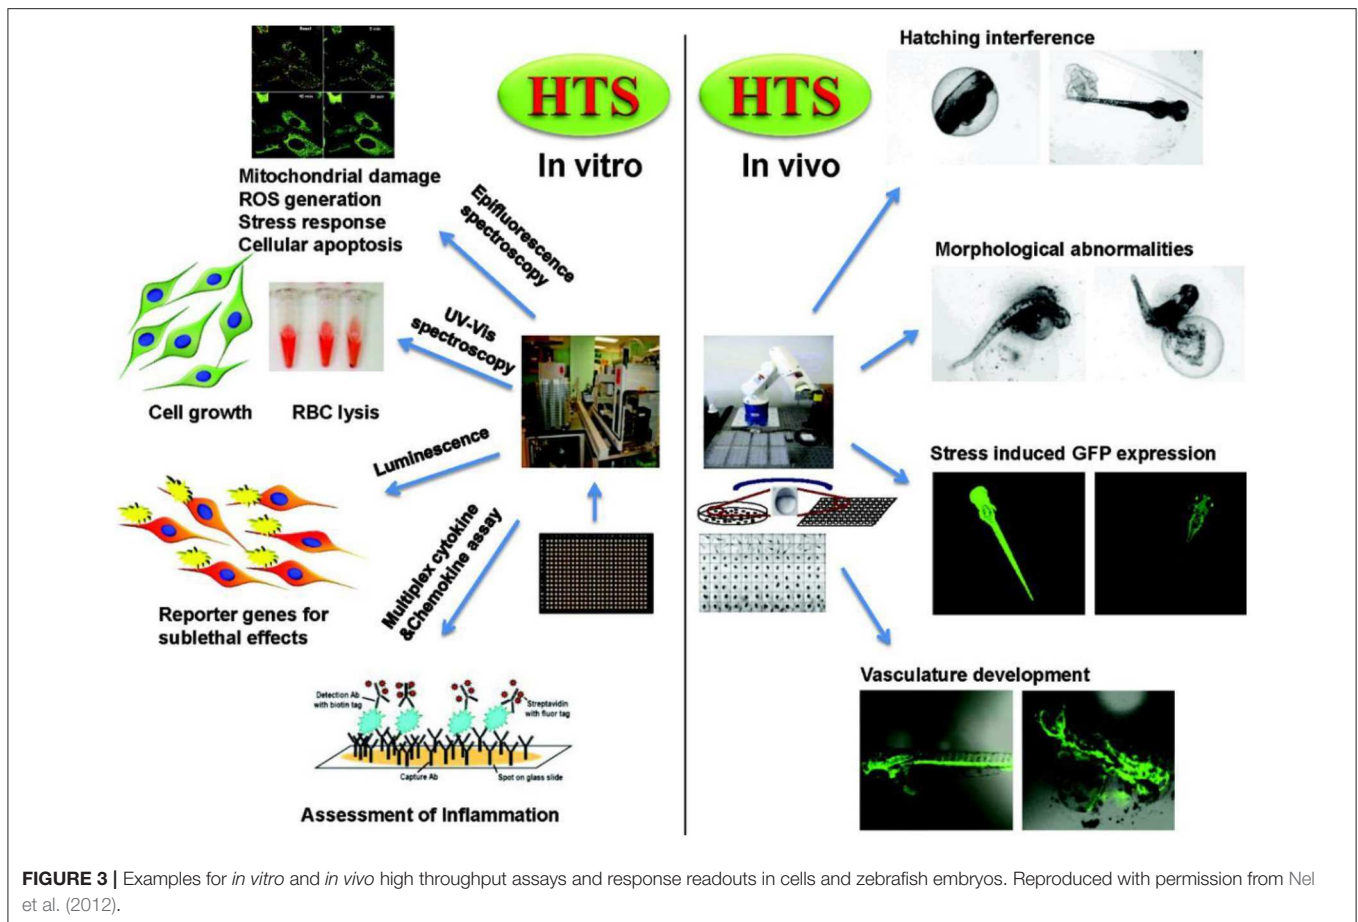 HTS
In vitro
Mitochondrial damage
ROS generation
Stress response
Cellular apoptosis
Epifluorescence
spectroscopy
UV-Vis
spectroscopy
Cell growth
RBC lysis
Luminescence
Reporter genes for
sublethal effects
Multiplex cytokine
&Chemokine assay
Detection Ab
with biotin tag
Streptavidin
with fluor tag
Capture Ab
Spot on glass slide
Assessment of Inflammation
HTS
In vivo
Hatching interference
Morphological abnormalities
Stress induced GFP expression
Vasculature development
FIGURE 3 | Examples for in vitro and in vivo high throughput assays and response readouts in cells and zebrafish embryos. Reproduced with permission from Nel
et al. (2012).